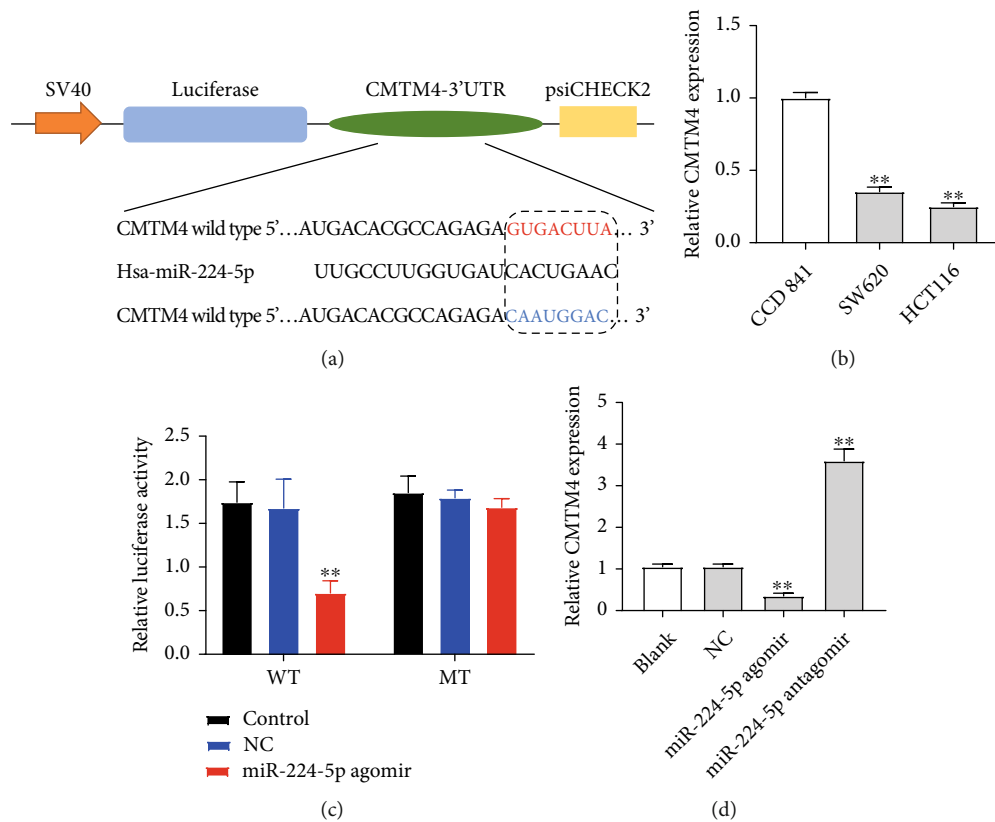 SV40
Luciferase
CMTM4-3'UTR
psiCHECK2
CMTM4 wild type 5'...AUGACACGCCAGAGAGUGACUUA... 3'
Hsa-miR-224-5p UUGCCUUGGUGAUCACUGAAC
CMTM4 wild type 5'...AUGACACGCCAGAGACAAUGGAC... 3'
(a)
Relative CMTM4 expression
1.5
1.0
0.5
0.0
**
**
CCD 841
SW620
HCT116
(b)
Relative luciferase activity
2.5
2.0
1.5
1.0
0.5
0.0
**
WT
MT
Control
NC
miR-224-5p agomir
(c)
Relative CMTM4 expression
5
4
3
2
1
0
**
**
Blank
NC
miR-224-5p agomir
miR-224-5p antagomir
(d)